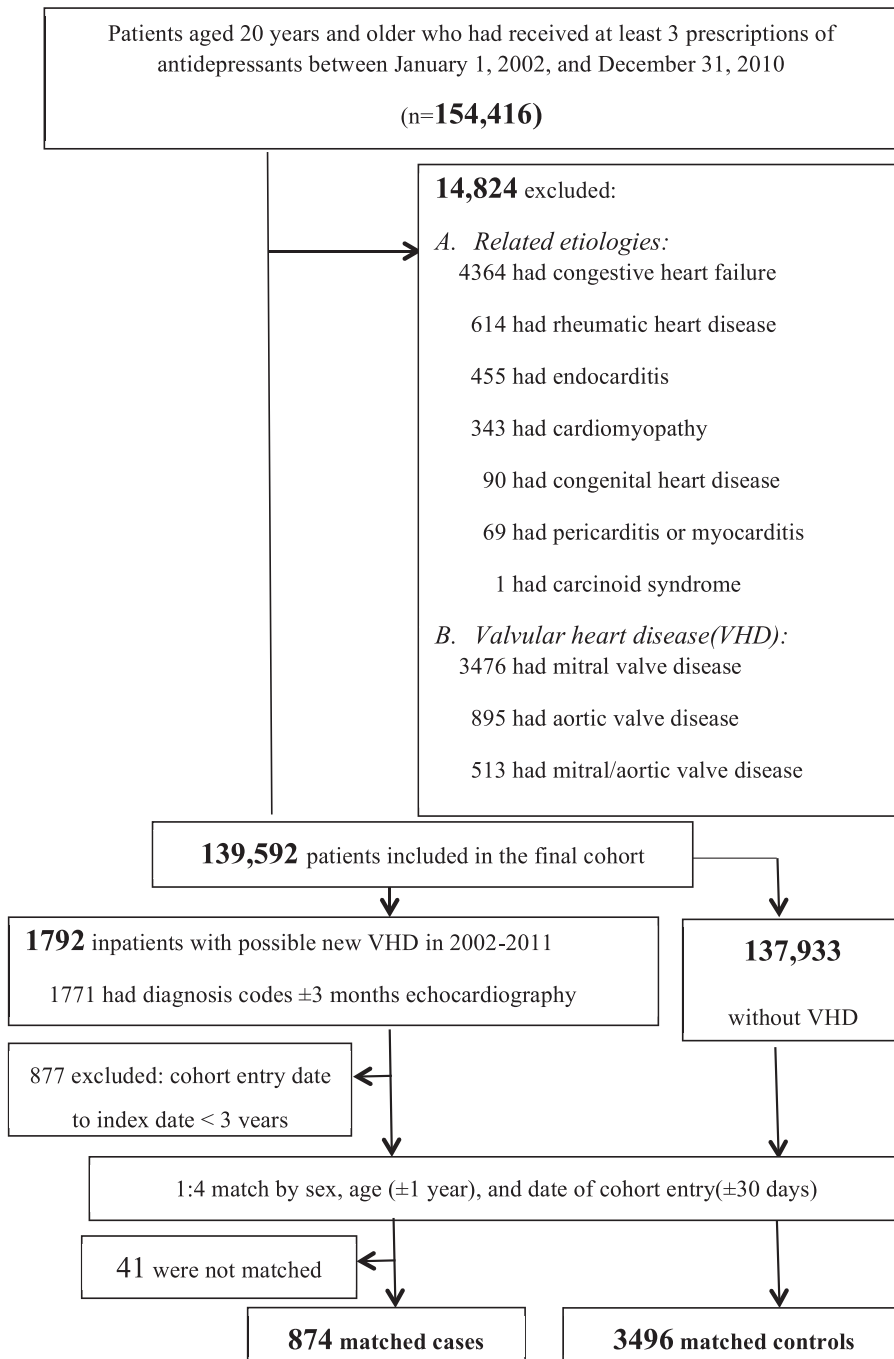 Patients aged 20 years and older who had received at least 3 prescriptions of
antidepressants between January 1, 2002, and December 31, 2010
(n=154,416)
14,824 excluded:
A. Related etiologies:
4364 had congestive heart failure
614 had rheumatic heart disease
455 had endocarditis
343 had cardiomyopathy
90 had congenital heart disease
69 had pericarditis or myocarditis
1 had carcinoid syndrome
B. Valvular heart disease(VHD):
3476 had mitral valve disease
895 had aortic valve disease
513 had mitral/aortic valve disease
139,592 patients included in the final cohort
1792 inpatients with possible new VHD in 2002-2011
1771 had diagnosis codes ±3 months echocardiography
137,933
without VHD
877 excluded: cohort entry date
to index date < 3 years
1:4 match by sex, age (±1 year), and date of cohort entry(±30 days)
41 were not matched
874 matched cases
3496 matched controls